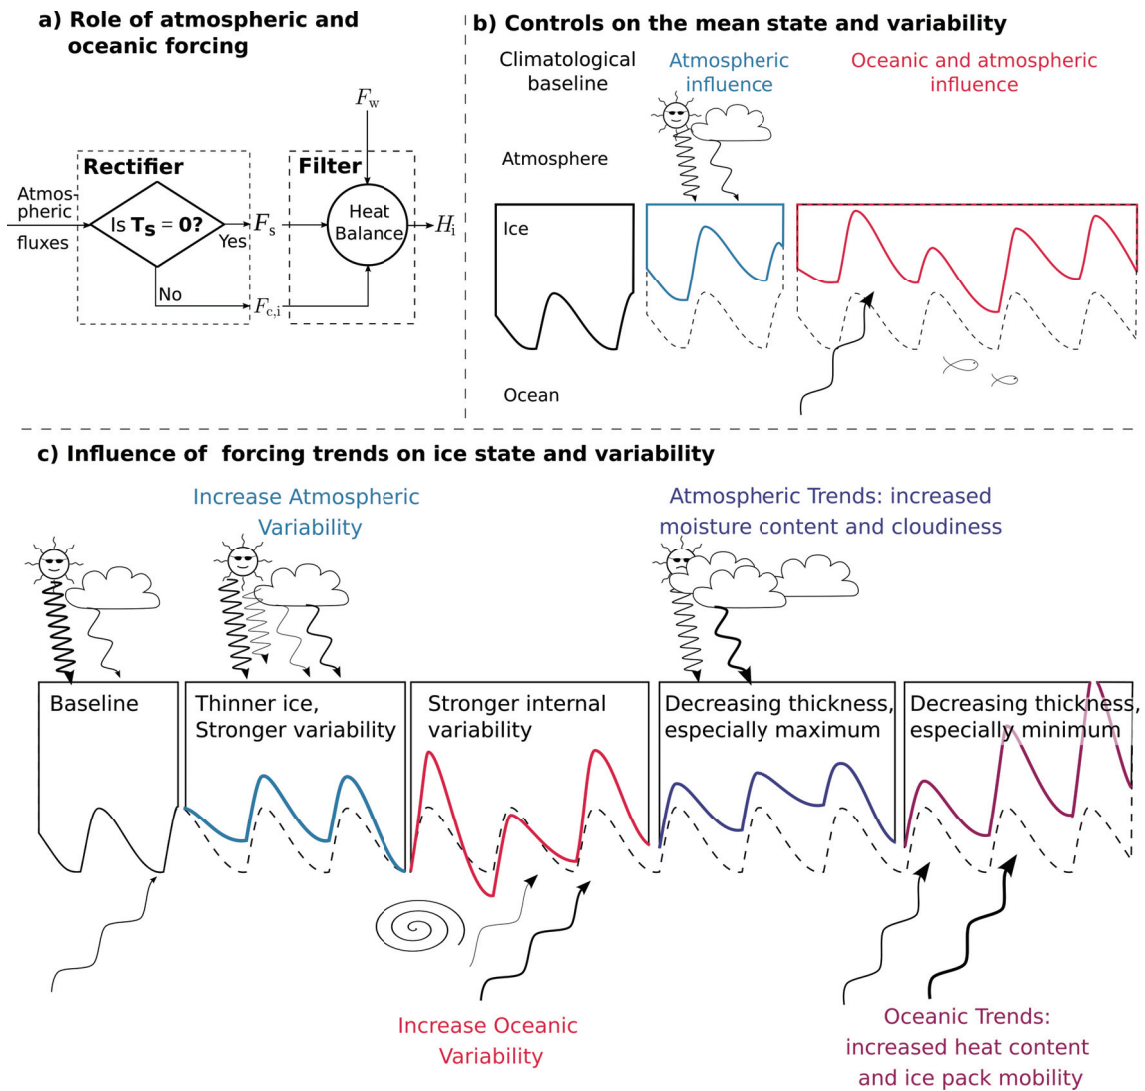 a) Role of atmospheric and
oceanic forcing
F_w
Rectifier
Filter
Atmos-
pheric
fluxes
Is T_S = 0?
Yes
F_s
Heat
Balance
H_i
No
F_c,i
b) Controls on the mean state and variability
Climatological
baseline
Atmospheric
influence
Oceanic and atmospheric
influence
Atmosphere
Ice
Ocean
c) Influence of forcing trends on ice state and variability
Increase Atmospheric
Variability
Atmospheric Trends: increased
moisture content and cloudiness
Baseline
Thinner ice,
Stronger variability
Stronger internal
variability
Decreasing thickness,
especially maximum
Decreasing thickness,
especially minimum
Increase Oceanic
Variability
Oceanic Trends:
increased heat content
and ice pack mobility